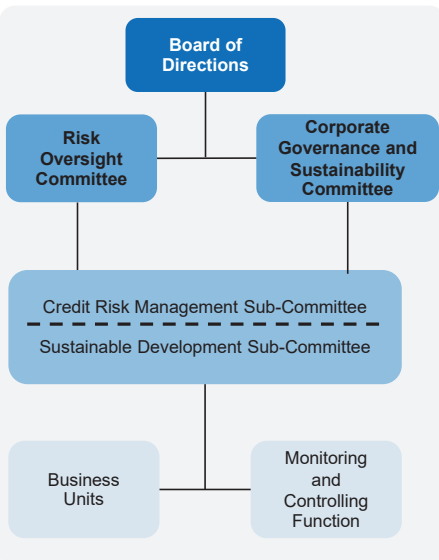 Board of
Directions
Risk
Oversight
Committee
Corporate
Governance and
Sustainability
Committee
Credit Risk Management Sub-Committee
Sustainable Development Sub-Committee
Business
Units
Monitoring
and
Controlling
Function